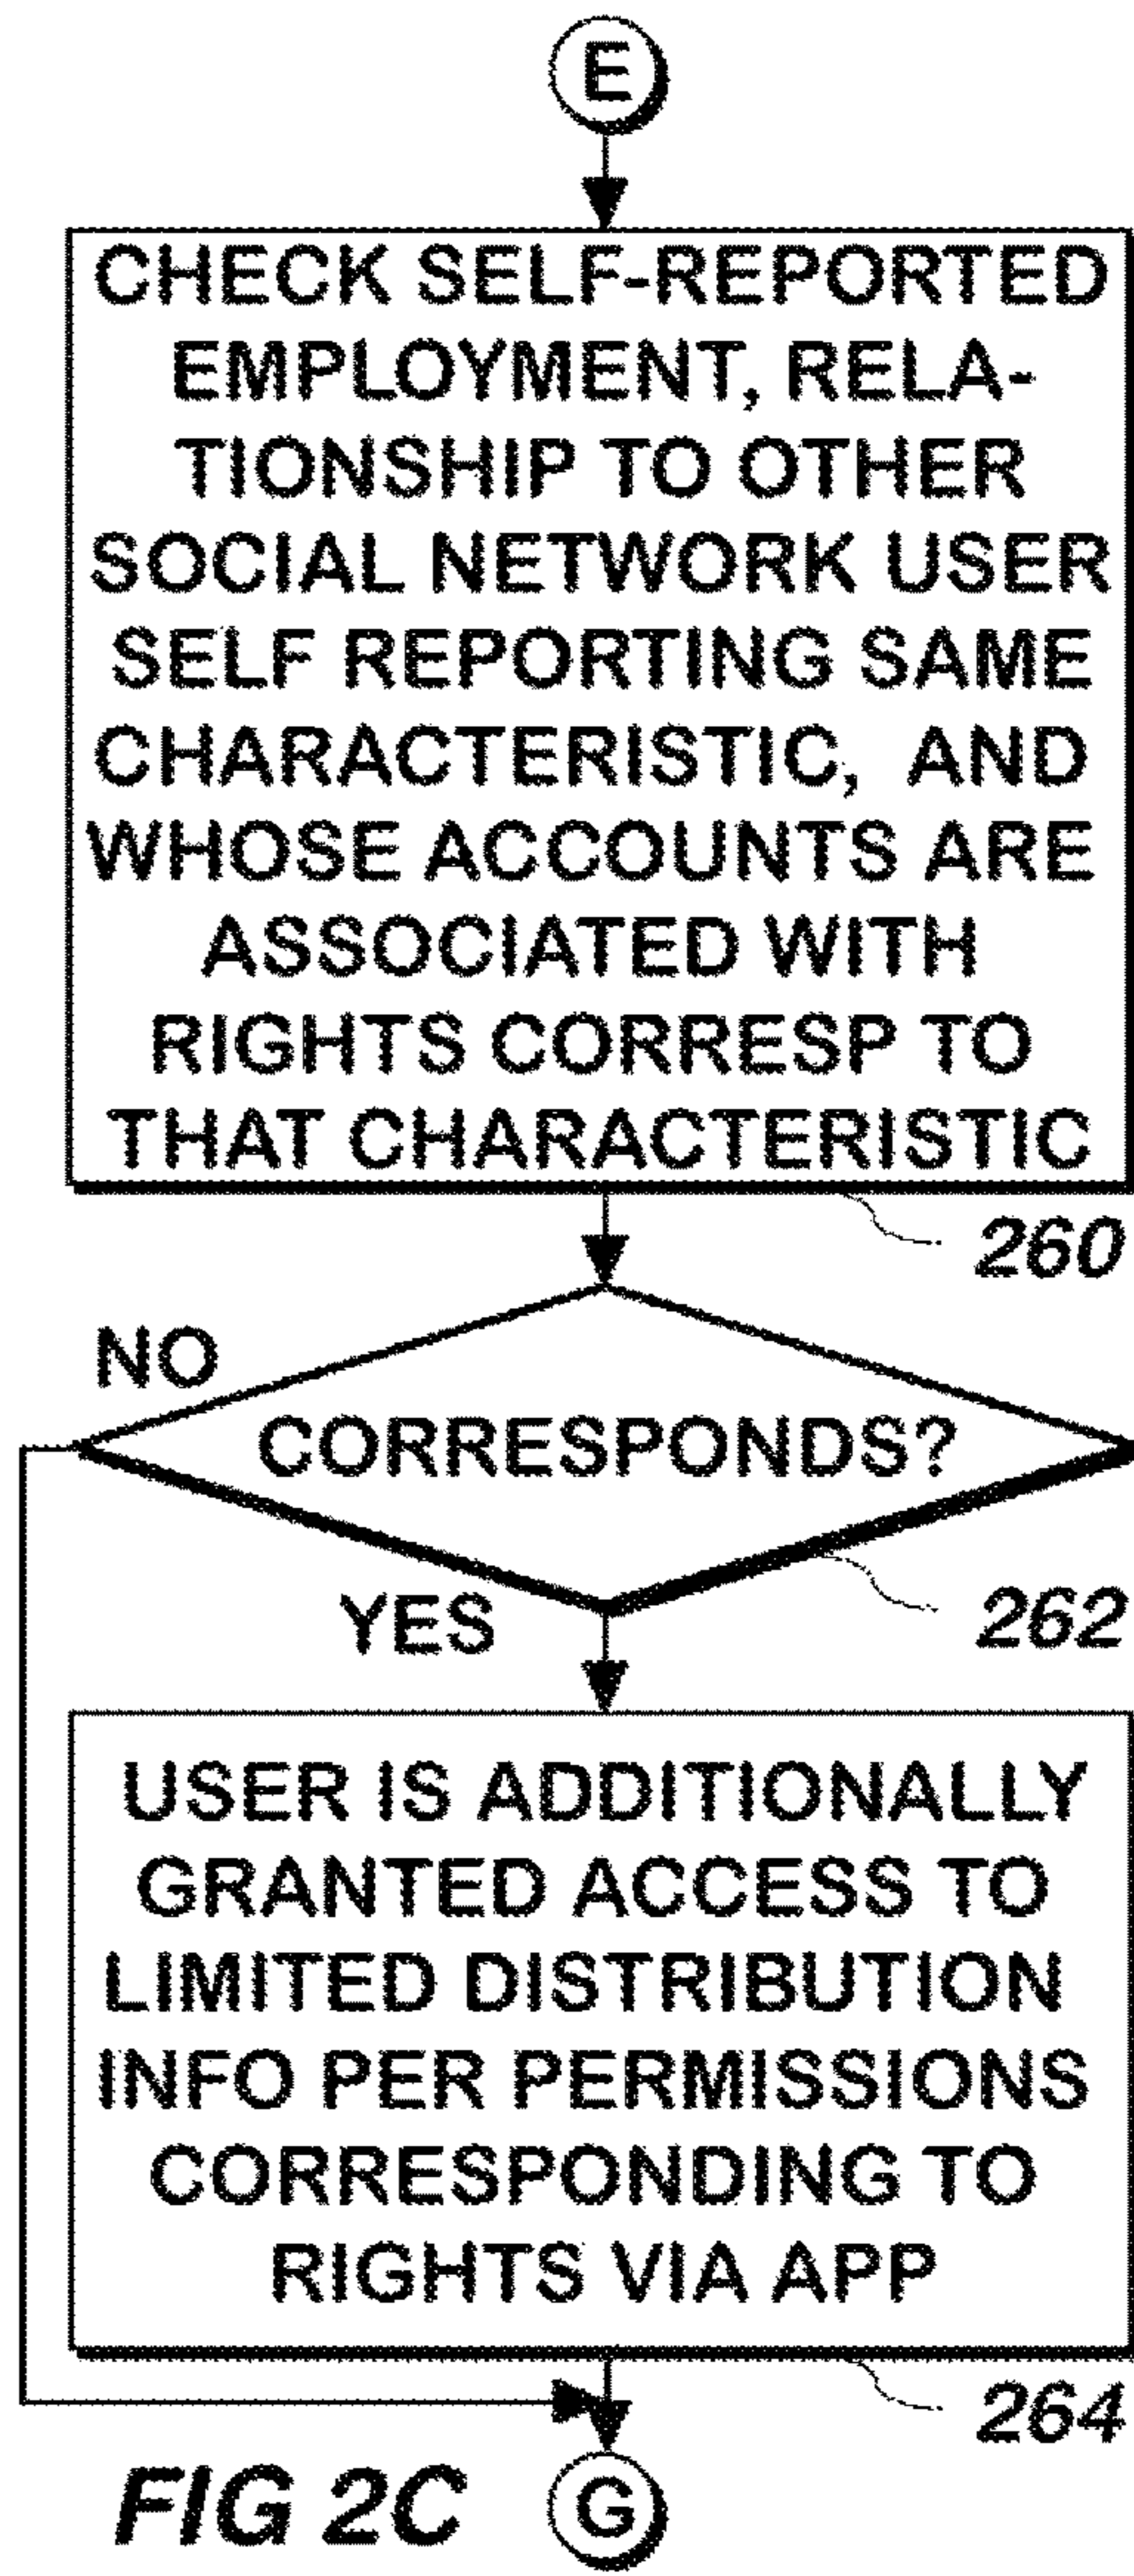 E
CHECK SELF-REPORTED
EMPLOYMENT, RELA-
TIONSHIP TO OTHER
SOCIAL NETWORK USER
SELF REPORTING SAME
CHARACTERISTIC, AND
WHOSE ACCOUNTS ARE
ASSOCIATED WITH
RIGHTS CORRESP TO
THAT CHARACTERISTIC
260
NO
CORRESPONDS?
YES
262
USER IS ADDITIONALLY
GRANTED ACCESS TO
LIMITED DISTRIBUTION
INFO PER PERMISSIONS
CORRESPONDING TO
RIGHTS VIA APP
264
FIG 2C
G